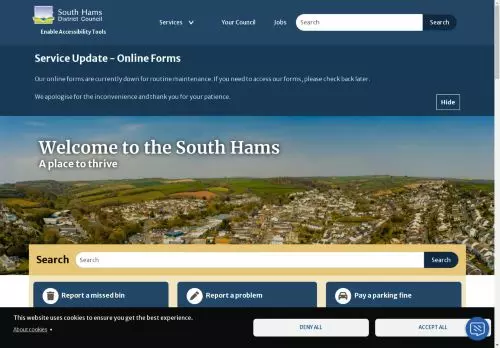 South Hams
District Council
Enable Accessibility Tools
Services
Your Council
Jobs
Search
Search
Service Update - Online Forms
Our online forms are currently down for routine maintenance. If you need to access our forms, please check back later.
We apologise for the inconvenience and thank you for your patience.
Hide
Welcome to the South Hams
A place to thrive
Search
Search
Search
Report a missed bin
Report a problem
Pay a parking fine
This website uses cookies to ensure you get the best experience.
About cookies
DENY ALL
ACCEPT ALL